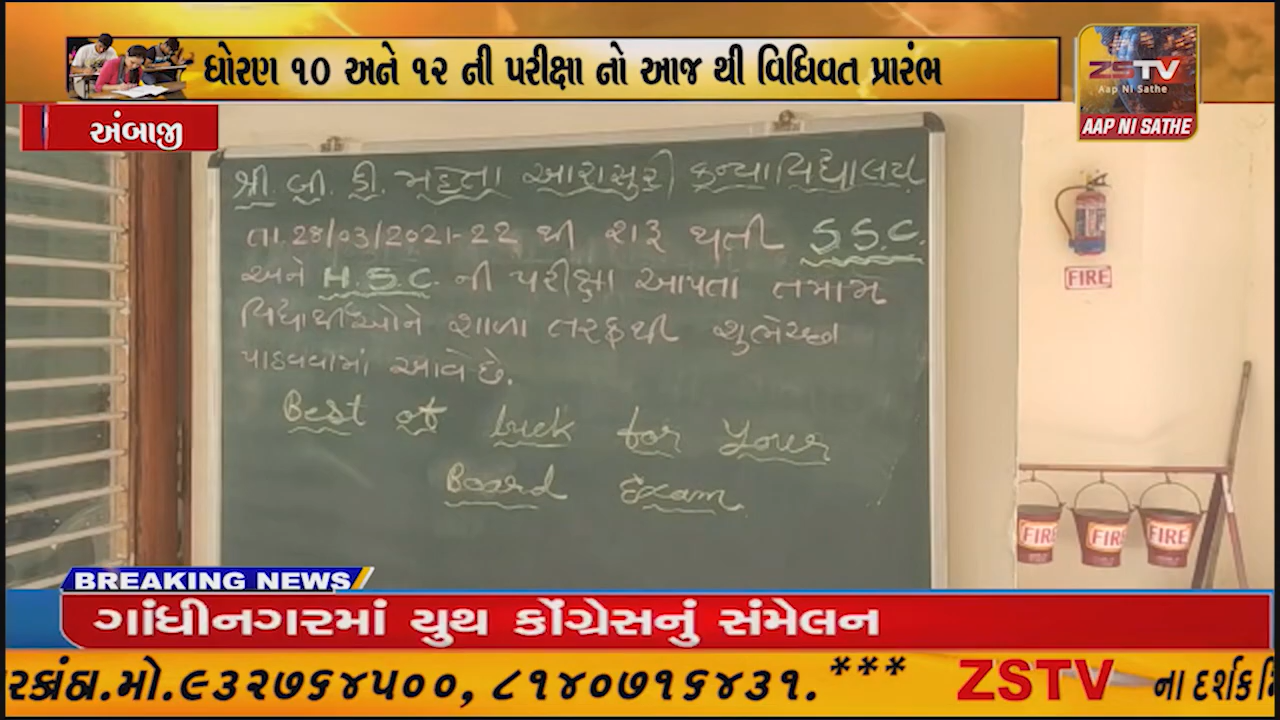 ધોરણ ૧૦ અને ૧૨ ની પરીક્ષા નો આજ થી વિધિવત પ્રારંભ
ZSTV
Aap Ni Sathe
AAP NI SATHE
અંબાજી
શ્રી. બી. ડી. મહેતા આરાસુરી કન્યાવિદ્યાલય
તા.28/03/2021-22 થી શરૂ થતી S.S.C.
અને H.S.C. ની પરીક્ષા આપતા તમામ
વિદ્યાર્થીઓને શાળા તરફથી
પાઠવવામાં આવે છે.
Best of luck for Your
Board Exam
FIRE
FIRE FIRE FIRE
BREAKING NEWS
ગાંધીનગરમાં યુથ કોંગ્રેસનું સંમેલન
રકાંઠા.મો.૯૩૨૭૬૪૫૦૦, ૮૧૪૦૭૧૬૪૩૧. *** ZSTV ના દર્શક